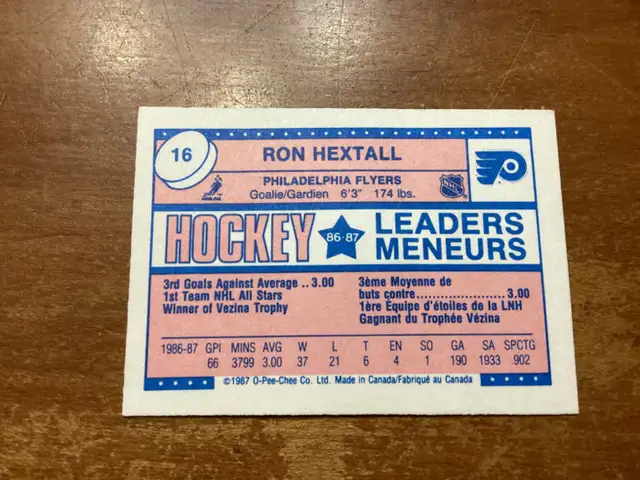 16
RON HEXTALL
PHILADELPHIA FLYERS
Goalie/Gardien 6'3" 174 lbs.
NHL
HOCKEY
86·87
LEADERS
MENEURS
3rd Goals Against Average .. 3.00
1st Team NHL All Stars
Winner of Vezina Trophy
3ème Moyenne de
buts contre...................... 3.00
1ère Équipe d'étoiles de la LNH
Gagnant du Trophée Vézina
1986-87 GPI MINS AVG W L T EN SO GA SA SPCTG
66 3799 3.00 37 21 6 4 1 190 1933 .902
©1987 O-Pee-Chee Co. Ltd. Made in Canada/Fabriqué au Canada